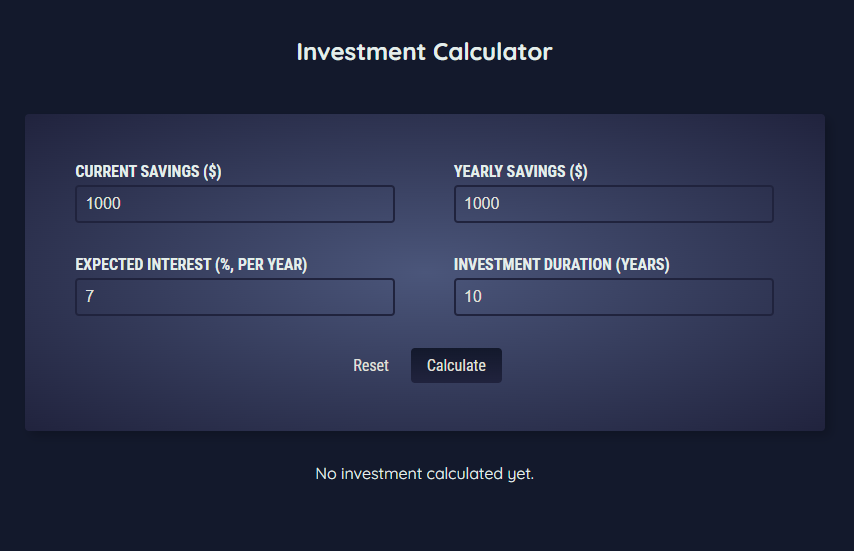 Investment Calculator
CURRENT SAVINGS ($)
YEARLY SAVINGS ($)
1000
1000
EXPECTED INTEREST (%, PER YEAR)
INVESTMENT DURATION (YEARS)
7
10
Reset
Calculate
No investment calculated yet.